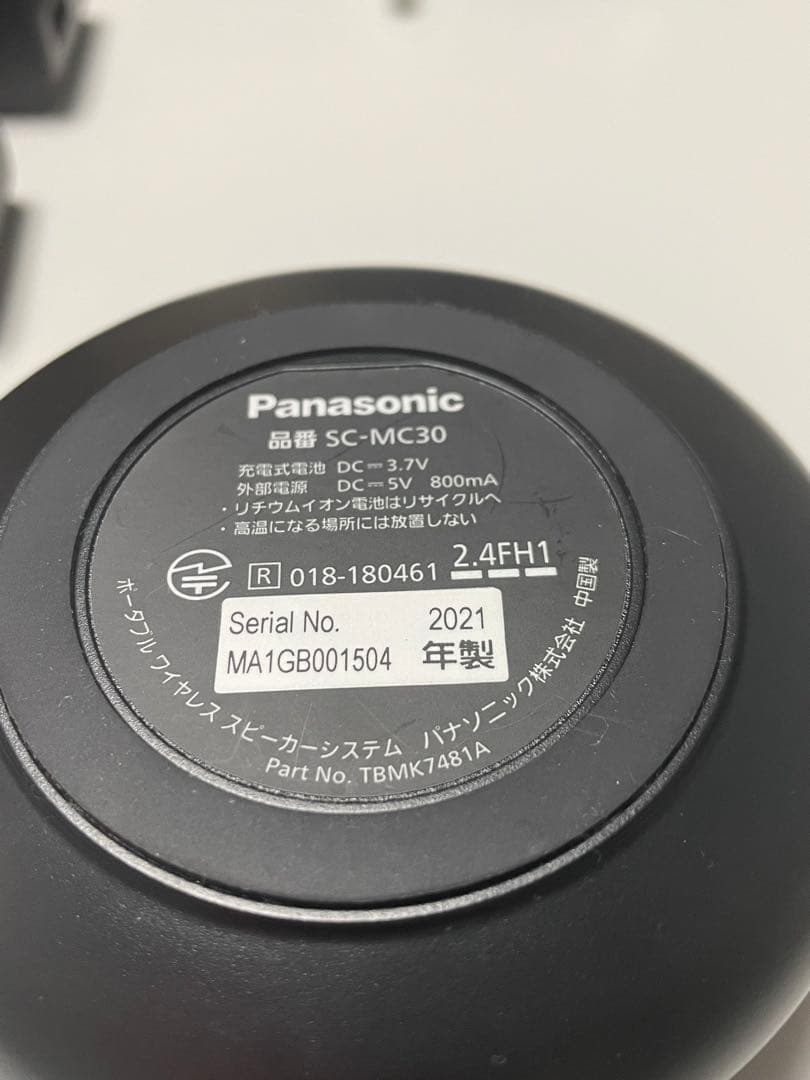 Panasonic
品番 SC-MC30
充電式電池 DC⎓3.7V
外部電源 DC⎓5V 800mA
・リチウムイオン電池はリサイクルへ
・高温になる場所には放置しない
R 018-180461 2.4FH1
Serial No. 2021
MA1GB001504 年製
ポータブル ワイヤレス スピーカーシステム パナソニック株式会社 中国製
Part No. TBMK7481A